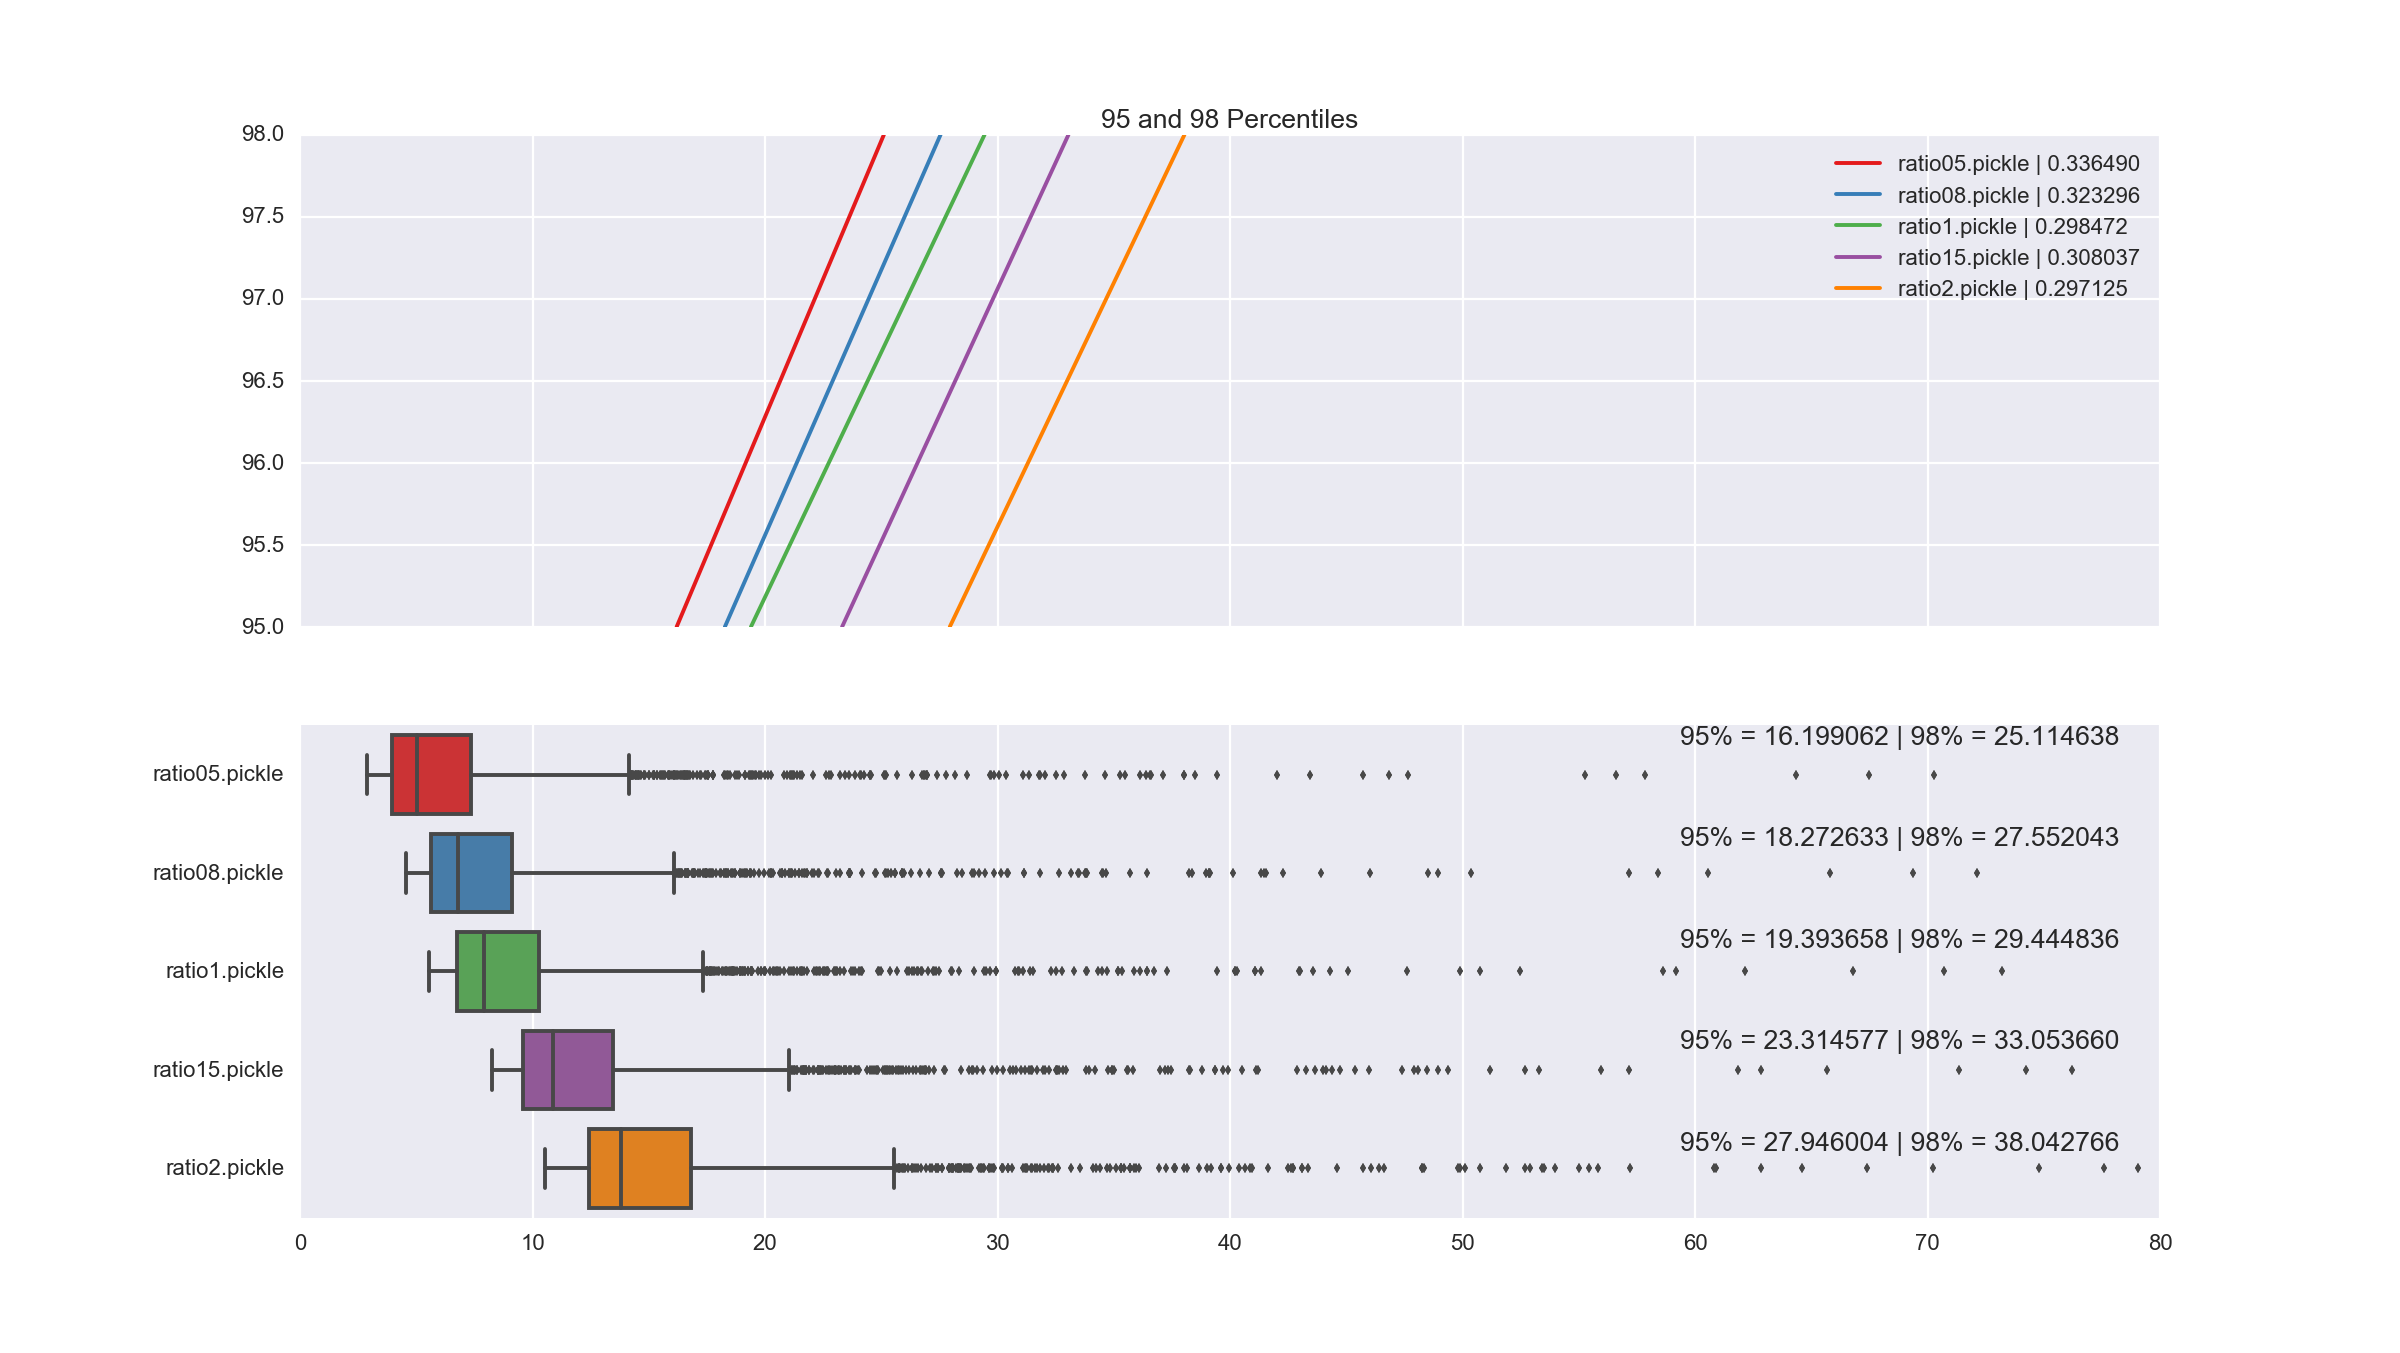 95 and 98 Percentiles
98.0
97.5
97.0
96.5
96.0
95.5
95.0
ratio05.pickle | 0.336490
ratio08.pickle | 0.323296
ratio1.pickle | 0.298472
ratio15.pickle | 0.308037
ratio2.pickle | 0.297125
95% = 16.199062 | 98% = 25.114638
ratio05.pickle
95% = 18.272633 | 98% = 27.552043
ratio08.pickle
95% = 19.393658 | 98% = 29.444836
ratio1.pickle
95% = 23.314577 | 98% = 33.053660
ratio15.pickle
95% = 27.946004 | 98% = 38.042766
ratio2.pickle
0 10 20 30 40 50 60 70 80